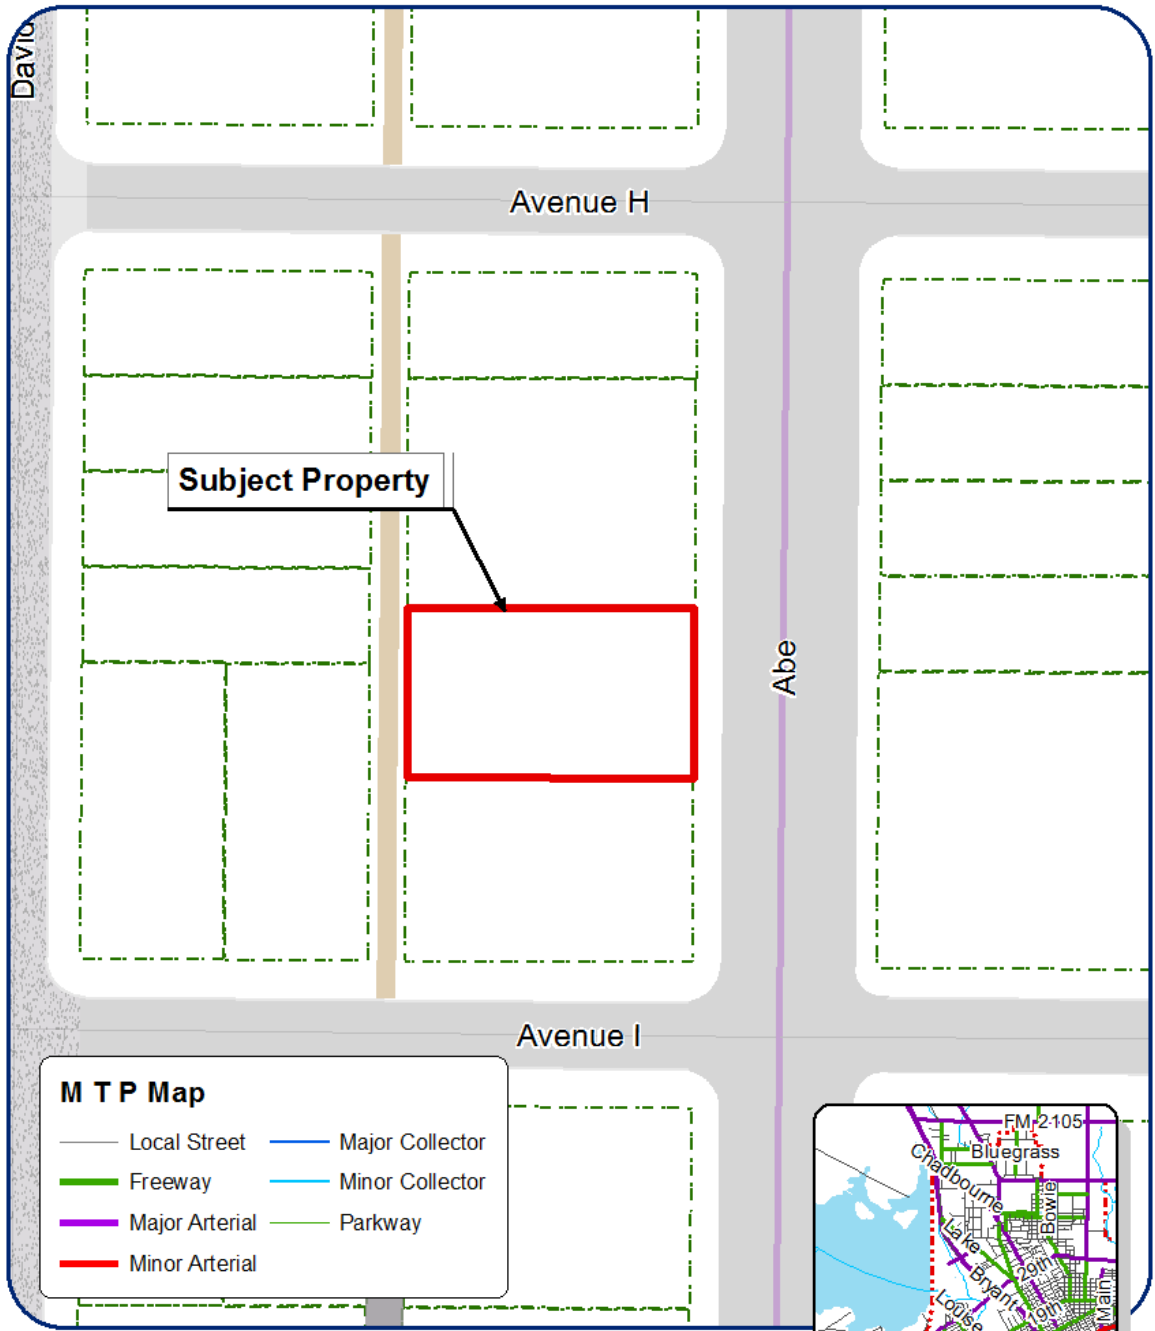 David
Avenue H
Subject Property
Abe
Avenue I
M T P Map
Local Street
Major Collector
Freeway
Minor Collector
Major Arterial
Parkway
Minor Arterial
FM 2105
Bluegrass
Chadbourne
Bowie
Lake
29th
Bryant
Louise
19th
Main